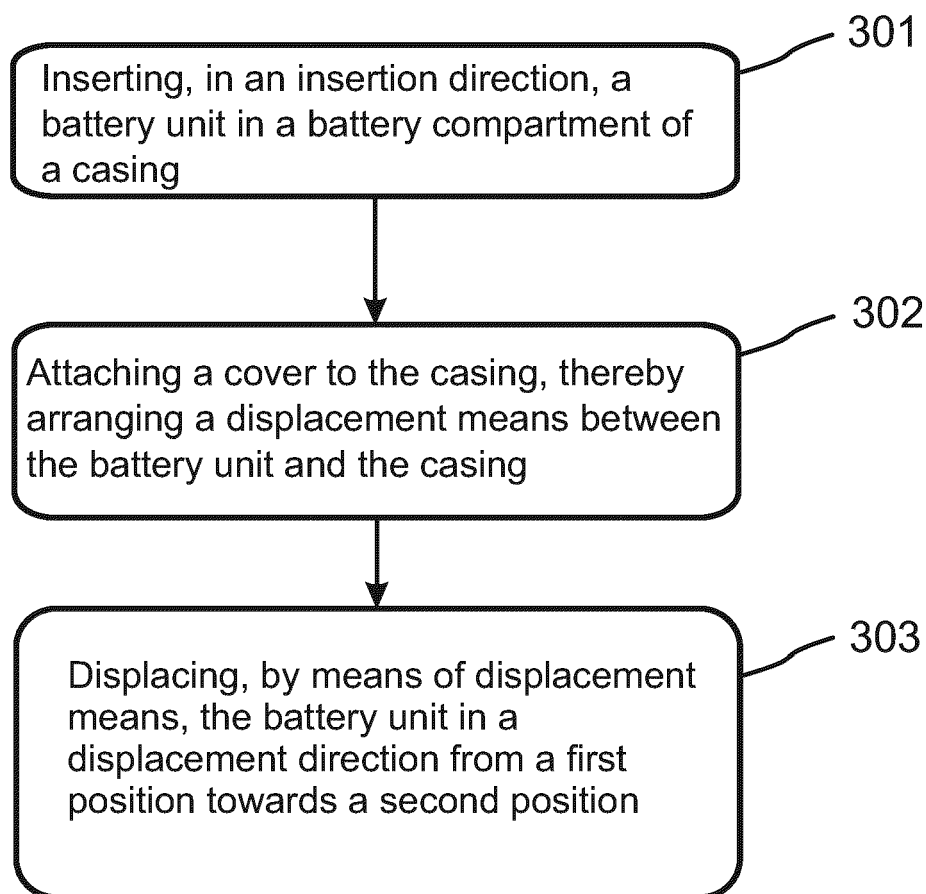 301
Inserting, in an insertion direction, a
battery unit in a battery compartment of
a casing
302
Attaching a cover to the casing, thereby
arranging a displacement means between
the battery unit and the casing
303
Displacing, by means of displacement
means, the battery unit in a
displacement direction from a first
position towards a second position